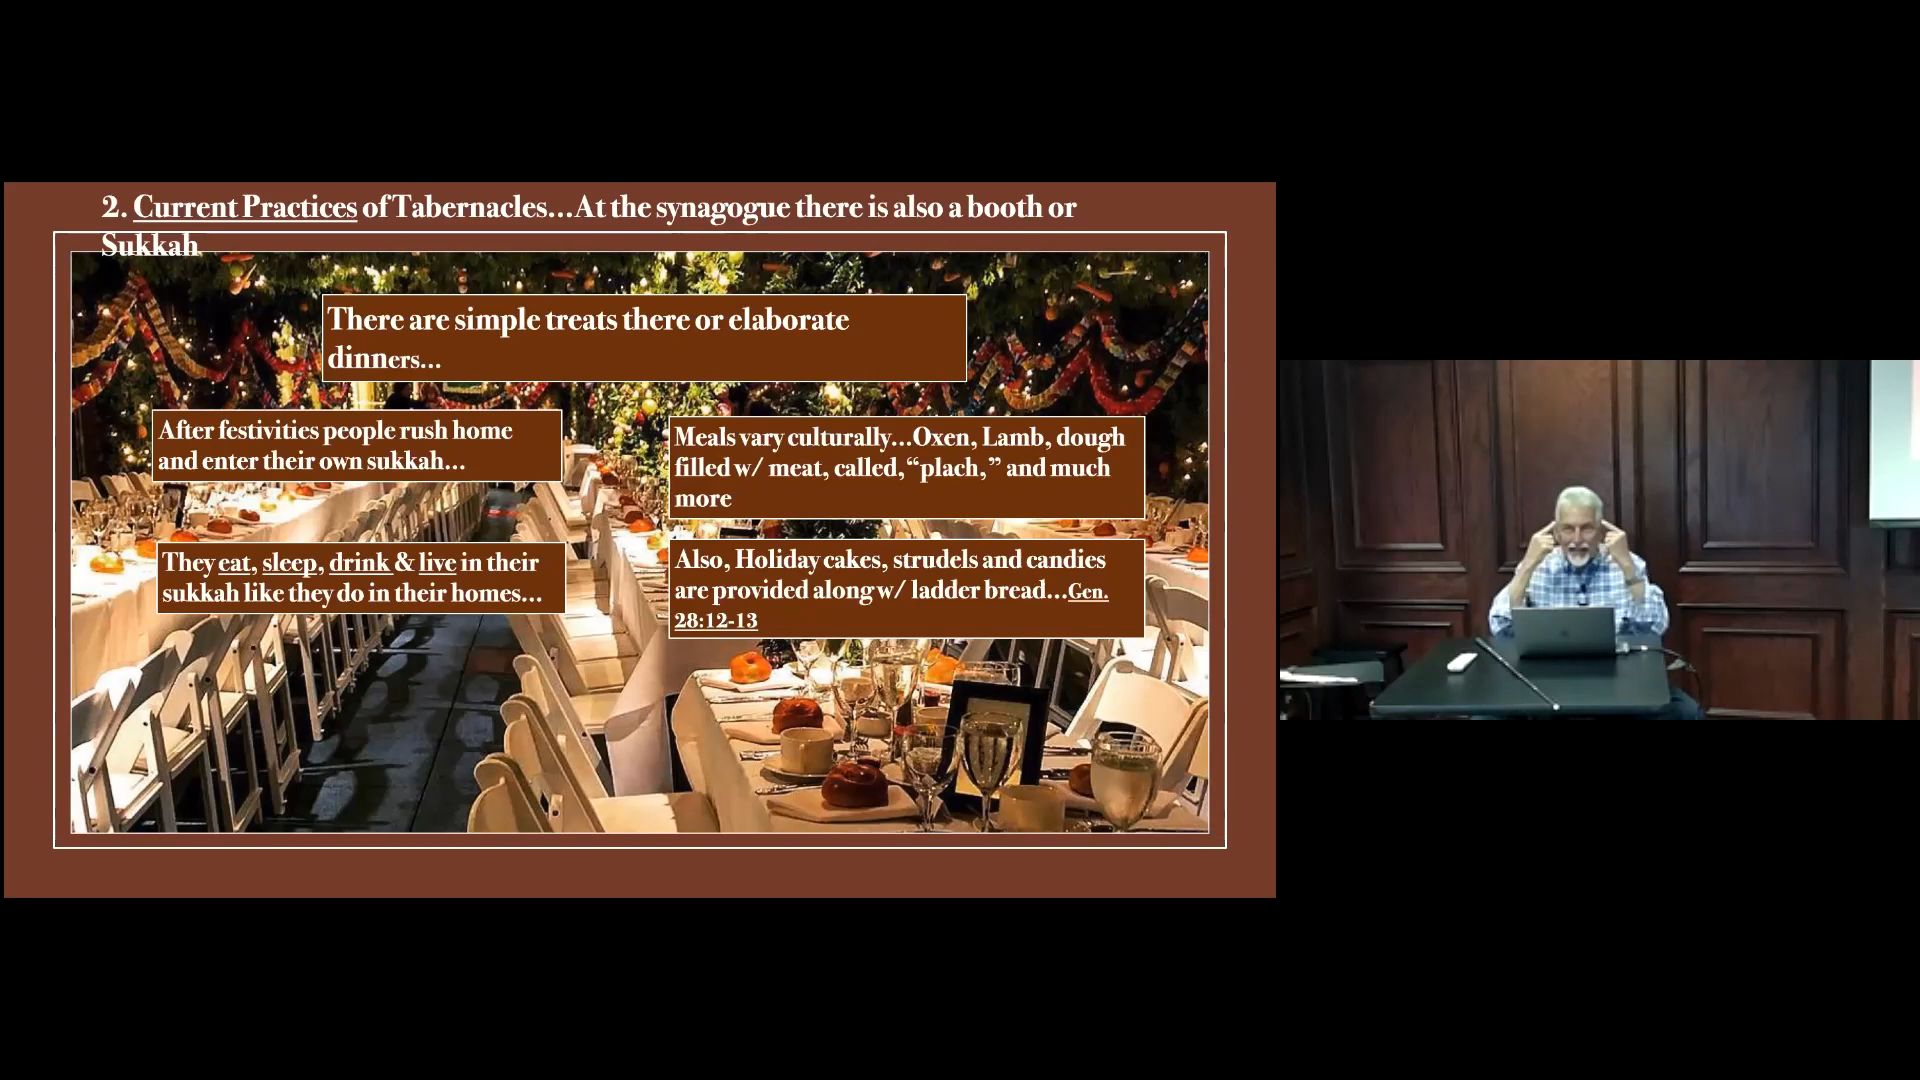 2. Current Practices of Tabernacles...At the synagogue there is also a booth or
Sukkah
There are simple treats there or elaborate
dinners...
After festivities people rush home
and enter their own sukkah...
They eat, sleep, drink & live in their
sukkah like they do in their homes...
Meals vary culturally...Oxen, Lamb, dough
filled w/ meat, called,“plach,” and much
more
Also, Holiday cakes, strudels and candies
are provided along w/ ladder bread...Gen.
28:12-13